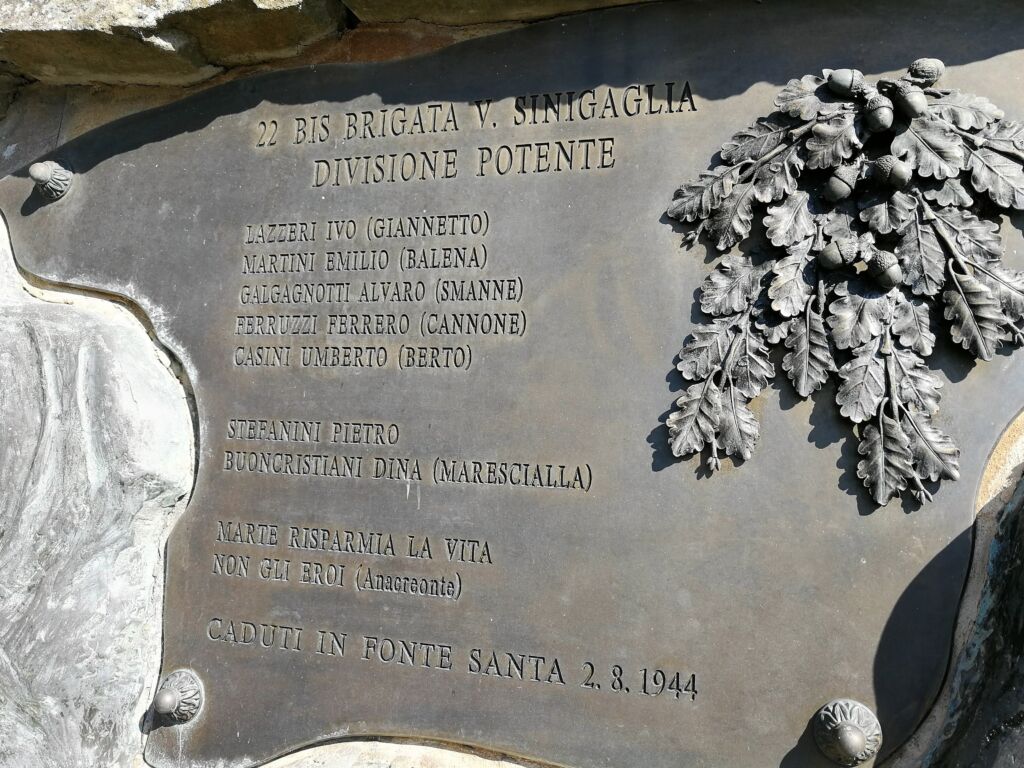 22 BIS BRIGATA V. SINIGAGLIA
DIVISIONE POTENTE
LAZZERI IVO (GIANNETTO)
MARTINI EMILIO (BALENA)
GALGAGNOTTI ALVARO (SMANNE)
FERRUZZI FERRERO (CANNONE)
CASINI UMBERTO (BERTO)
STEFANINI PIETRO
BUONCRISTIANI DINA (MARESCIALLA)
MARTE RISPARMIA LA VITA
NON GLI EROI (Anacreonte)
CADUTI IN FONTE SANTA 2.8.1944